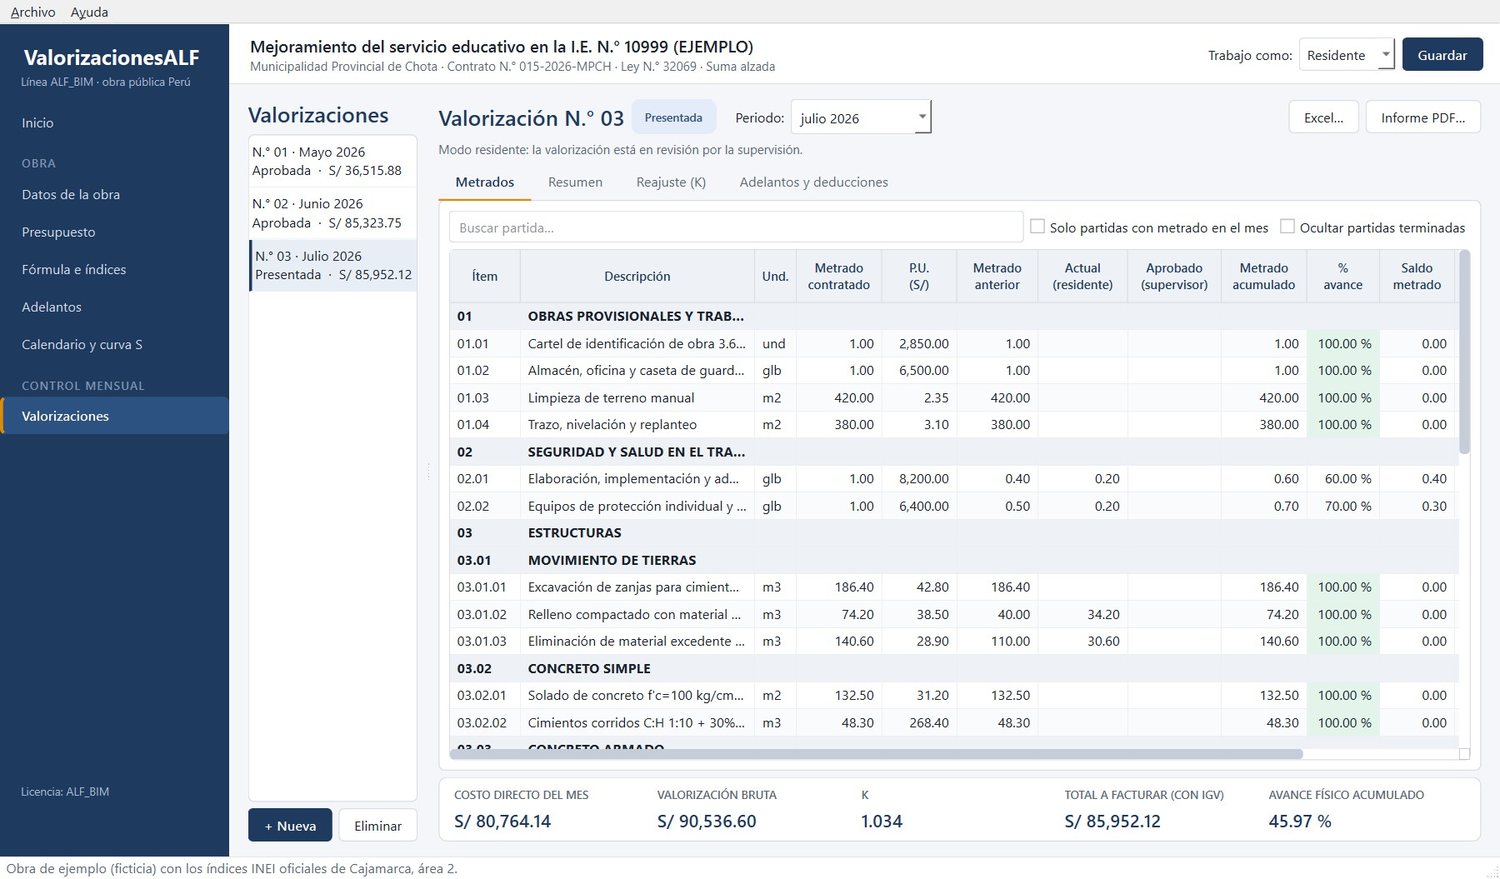 Archivo Ayuda
ValorizacionesALF
Línea ALF_BIM · obra pública Perú
Inicio
OBRA
Datos de la obra
Presupuesto
Fórmula e índices
Adelantos
Calendario y curva S
CONTROL MENSUAL
Valorizaciones
Licencia: ALF_BIM
Mejoramiento del servicio educativo en la I.E. N.° 10999 (EJEMPLO)
Municipalidad Provincial de Chota · Contrato N.° 015-2026-MPCH · Ley N.° 32069 · Suma alzada
Trabajo como: Residente Guardar
Valorizaciones
N.° 01 · Mayo 2026
Aprobada · S/ 36,515.88
N.° 02 · Junio 2026
Aprobada · S/ 85,323.75
N.° 03 · Julio 2026
Presentada · S/ 85,952.12
+ Nueva Eliminar
Valorización N.° 03 Presentada Periodo: julio 2026 Excel... Informe PDF...
Modo residente: la valorización está en revisión por la supervisión.
Metrados Resumen Reajuste (K) Adelantos y deducciones
Buscar partida... Solo partidas con metrado en el mes Ocultar partidas terminadas
Ítem Descripción Und. Metrado contratado P.U. (S/) Metrado anterior Actual (residente) Aprobado (supervisor) Metrado acumulado % avance Saldo metrado
01 OBRAS PROVISIONALES Y TRAB...
01.01 Cartel de identificación de obra 3.6... und 1.00 2,850.00 1.00 1.00 100.00 % 0.00
01.02 Almacén, oficina y caseta de guard... glb 1.00 6,500.00 1.00 1.00 100.00 % 0.00
01.03 Limpieza de terreno manual m2 420.00 2.35 420.00 420.00 100.00 % 0.00
01.04 Trazo, nivelación y replanteo m2 380.00 3.10 380.00 380.00 100.00 % 0.00
02 SEGURIDAD Y SALUD EN EL TRA...
02.01 Elaboración, implementación y ad... glb 1.00 8,200.00 0.40 0.20 0.60 60.00 % 0.40
02.02 Equipos de protección individual y ... glb 1.00 6,400.00 0.50 0.20 0.70 70.00 % 0.30
03 ESTRUCTURAS
03.01 MOVIMIENTO DE TIERRAS
03.01.01 Excavación de zanjas para cimient... m3 186.40 42.80 186.40 186.40 100.00 % 0.00
03.01.02 Relleno compactado con material ... m3 74.20 38.50 40.00 34.20 74.20 100.00 % 0.00
03.01.03 Eliminación de material excedente ... m3 140.60 28.90 110.00 30.60 140.60 100.00 % 0.00
03.02 CONCRETO SIMPLE
03.02.01 Solado de concreto f'c=100 kg/cm... m2 132.50 31.20 132.50 132.50 100.00 % 0.00
03.02.02 Cimientos corridos C:H 1:10 + 30%... m3 48.30 268.40 48.30 48.30 100.00 % 0.00
03.03 CONCRETO ARMADO
COSTO DIRECTO DEL MES VALORIZACIÓN BRUTA K TOTAL A FACTURAR (CON IGV) AVANCE FÍSICO ACUMULADO
S/ 80,764.14 S/ 90,536.60 1.034 S/ 85,952.12 45.97 %
Obra de ejemplo (ficticia) con los índices INEI oficiales de Cajamarca, área 2.